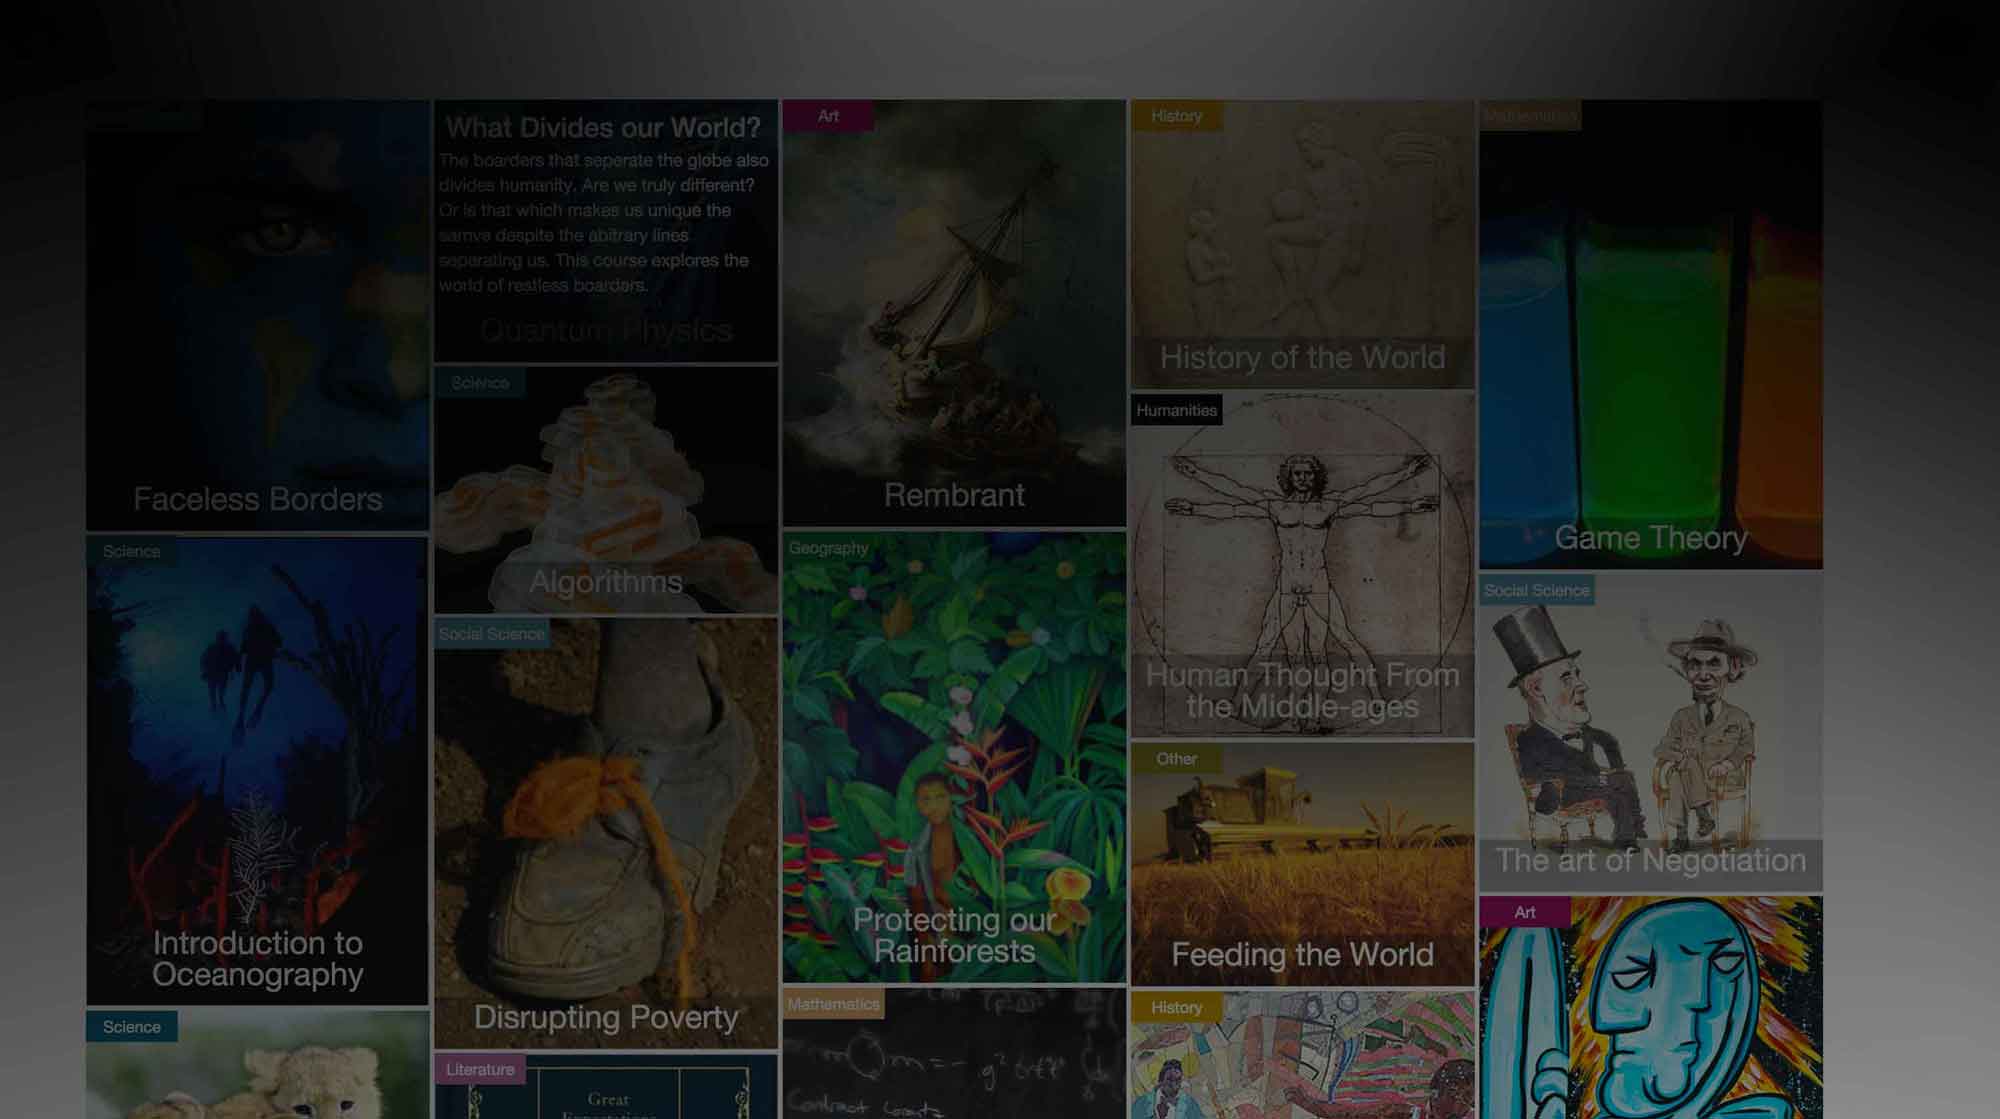 Faceless Borders
Science
Introduction to
Oceanography
Science
What Divides our World?
The boarders that seperate the globe also
divides humanity. Are we truly different?
Or is that which makes us unique the
samve despite the abitrary lines
seperating us. This course explores the
world of restless boarders.
Quantum Physics
Science
Algorithms
Social Science
Disrupting Poverty
Literature
Great
Expectations
Art
Rembrant
Geography
Protecting our
Rainforests
Mathematics
History
History of the World
Humanities
Human Thought From
the Middle-ages
Other
Feeding the World
History
Mathematics
Game Theory
Social Science
The art of Negotiation
Art